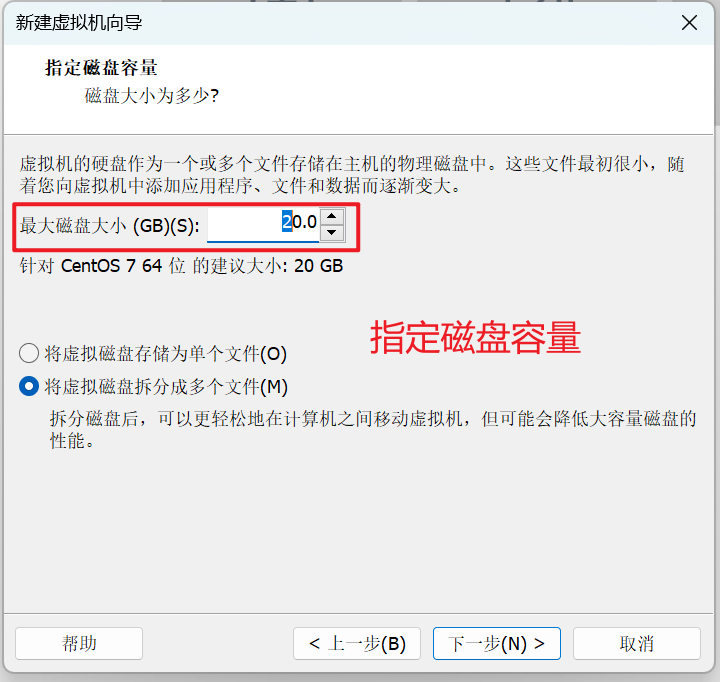 新建虚拟机向导
指定磁盘容量
磁盘大小为多少?
虚拟机的硬盘作为一个或多个文件存储在主机的物理磁盘中。这些文件最初很小，随
着您向虚拟机中添加应用程序、文件和数据而逐渐变大。
最大磁盘大小 (GB)(S): 20.0
针对 CentOS 7 64 位 的建议大小: 20 GB
指定磁盘容量
将虚拟磁盘存储为单个文件(O)
将虚拟磁盘拆分成多个文件(M)
拆分磁盘后，可以更轻松地在计算机之间移动虚拟机，但可能会降低大容量磁盘的
性能。
帮助
< 上一步(B)
下一步(N) >
取消